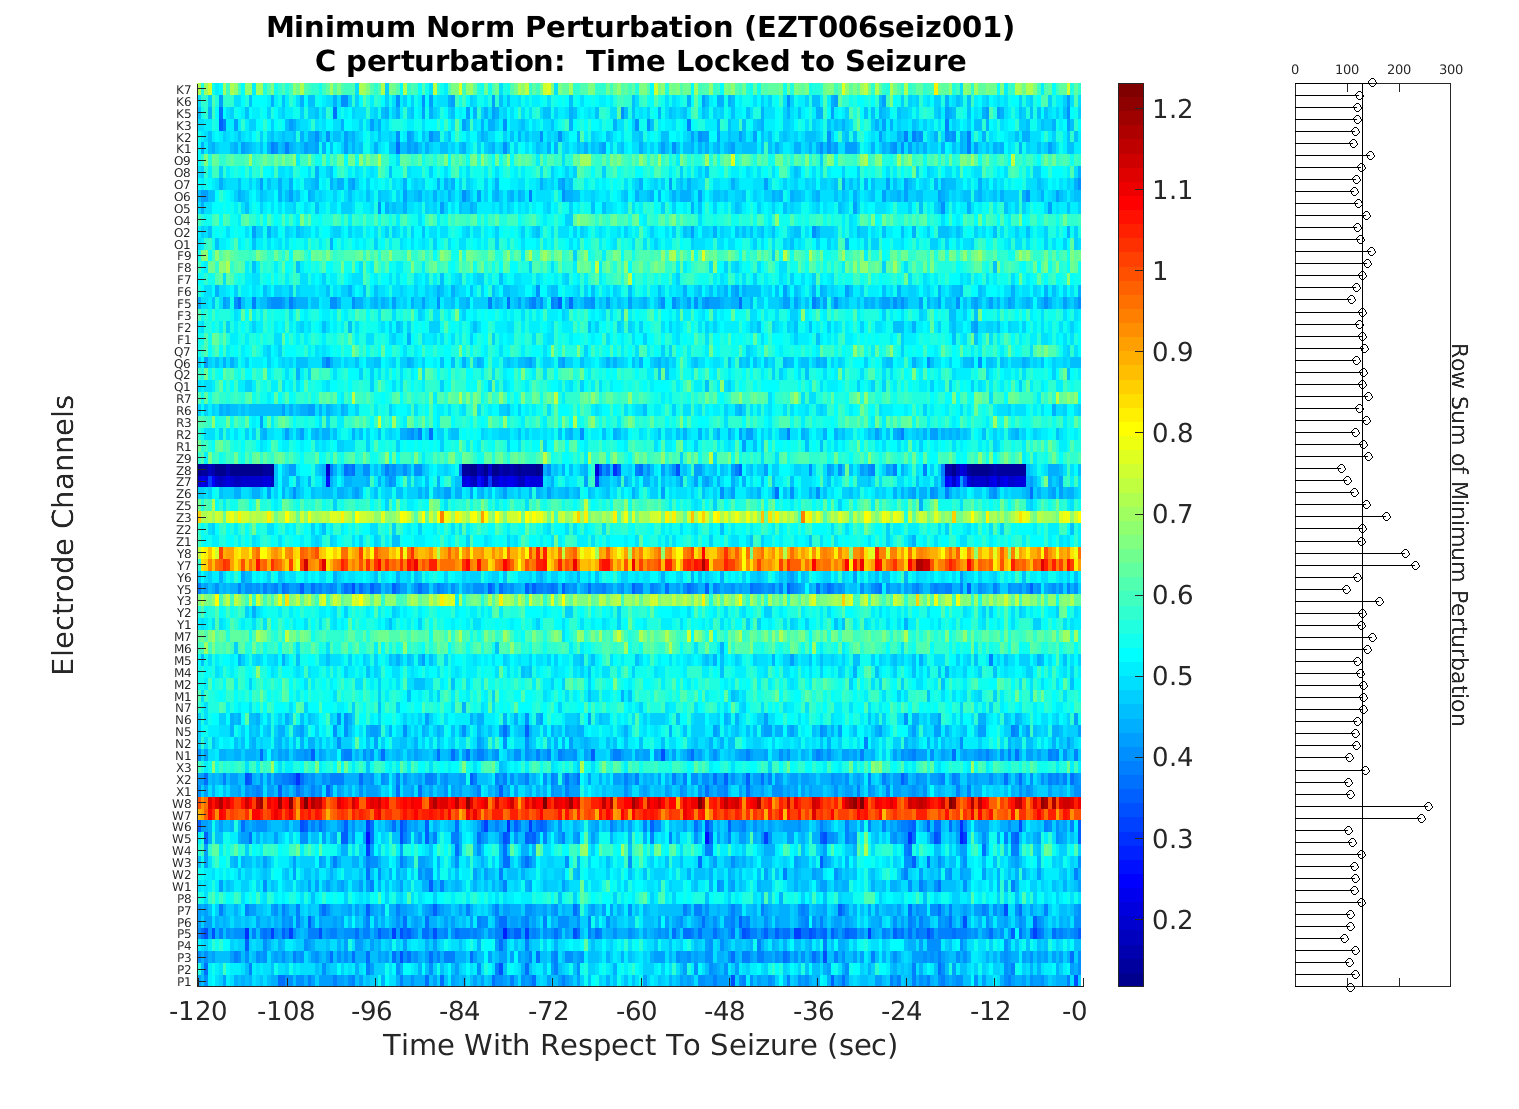 Minimum Norm Perturbation (EZT006seiz001)
C perturbation:  Time Locked to Seizure
Electrode Channels
K7
K6
K5
K3
K2
K1
O9
O8
O7
O6
O5
O4
O2
O1
F9
F8
F7
F6
F5
F3
F2
F1
Q7
Q6
Q2
Q1
R7
R6
R3
R2
R1
Z9
Z8
Z7
Z6
Z5
Z3
Z2
Z1
Y8
Y7
Y6
Y5
Y3
Y2
Y1
M7
M6
M5
M4
M2
M1
N7
N6
N5
N2
N1
X3
X2
X1
W8
W7
W6
W5
W4
W3
W2
W1
P8
P7
P6
P5
P4
P3
P2
P1
-120 -108 -96 -84 -72 -60 -48 -36 -24 -12 -0
Time With Respect To Seizure (sec)
1.2
1.1
1
0.9
0.8
0.7
0.6
0.5
0.4
0.3
0.2
0 100 200 300
Row Sum of Minimum Perturbation